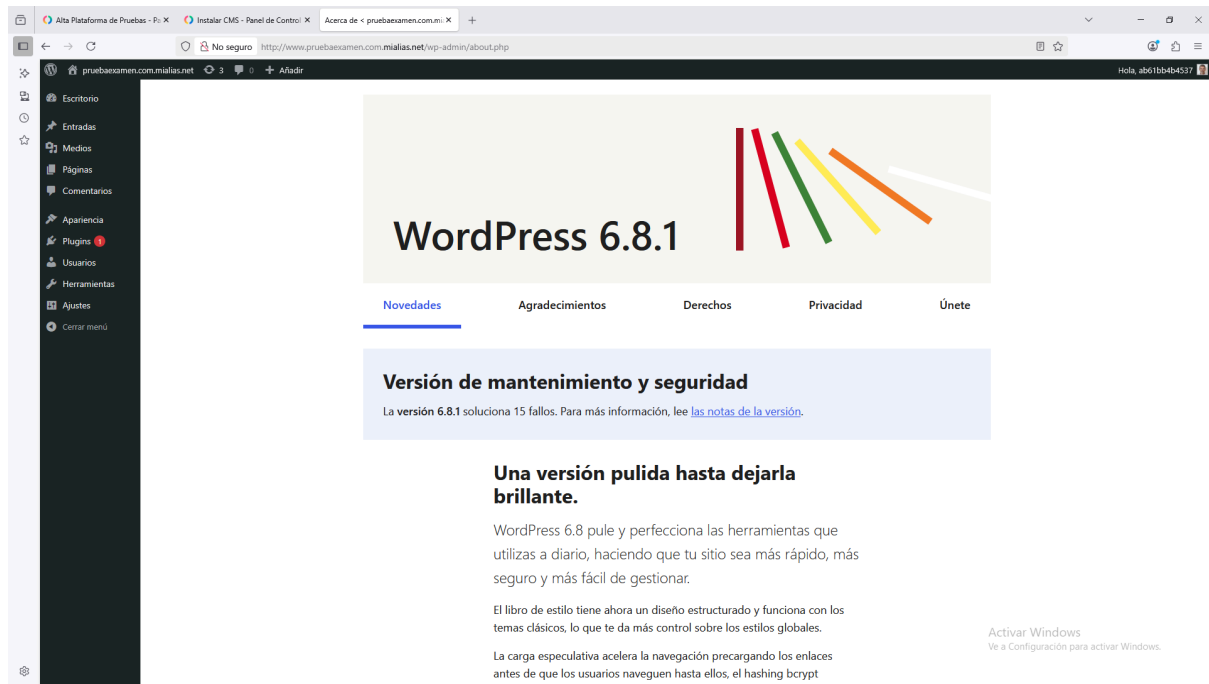 Alta Plataforma de Pruebas - Pa
Instalar CMS - Panel de Control
Acerca de < pruebaexamen.com.mi
No seguro
http://www.pruebaexamen.com.mialias.net/wp-admin/about.php
pruebaexamen.com.mialias.net
3
0
Añadir
Hola, ab61bb4b4537
Escritorio
Entradas
Medios
Páginas
Comentarios
Apariencia
Plugins 1
Usuarios
Herramientas
Ajustes
Cerrar menú
WordPress 6.8.1
Novedades
Agradecimientos
Derechos
Privacidad
Únete
Versión de mantenimiento y seguridad
La versión 6.8.1 soluciona 15 fallos. Para más información, lee las notas de la versión.
Una versión pulida hasta dejarla
brillante.
WordPress 6.8 pule y perfecciona las herramientas que
utilizas a diario, haciendo que tu sitio sea más rápido, más
seguro y más fácil de gestionar.
El libro de estilo tiene ahora un diseño estructurado y funciona con los
temas clásicos, lo que te da más control sobre los estilos globales.
La carga especulativa acelera la navegación precargando los enlaces
antes de que los usuarios naveguen hasta ellos, el hashing bcrypt
Activar Windows
Ve a Configuración para activar Windows.